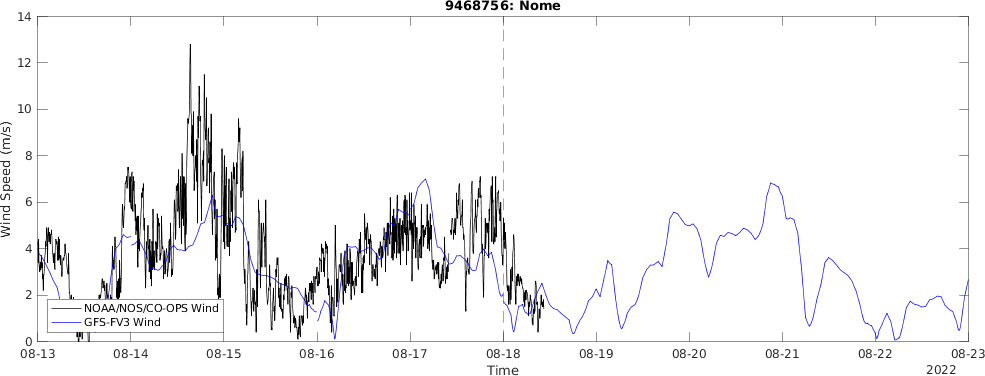 9468756: Nome
14
12
10
8
6
4
2
0
Wind Speed (m/s)
NOAA/NOS/CO-OPS Wind
GFS-FV3 Wind
08-13 08-14 08-15 08-16 08-17 08-18 08-19 08-20 08-21 08-22 08-23
Time
2022